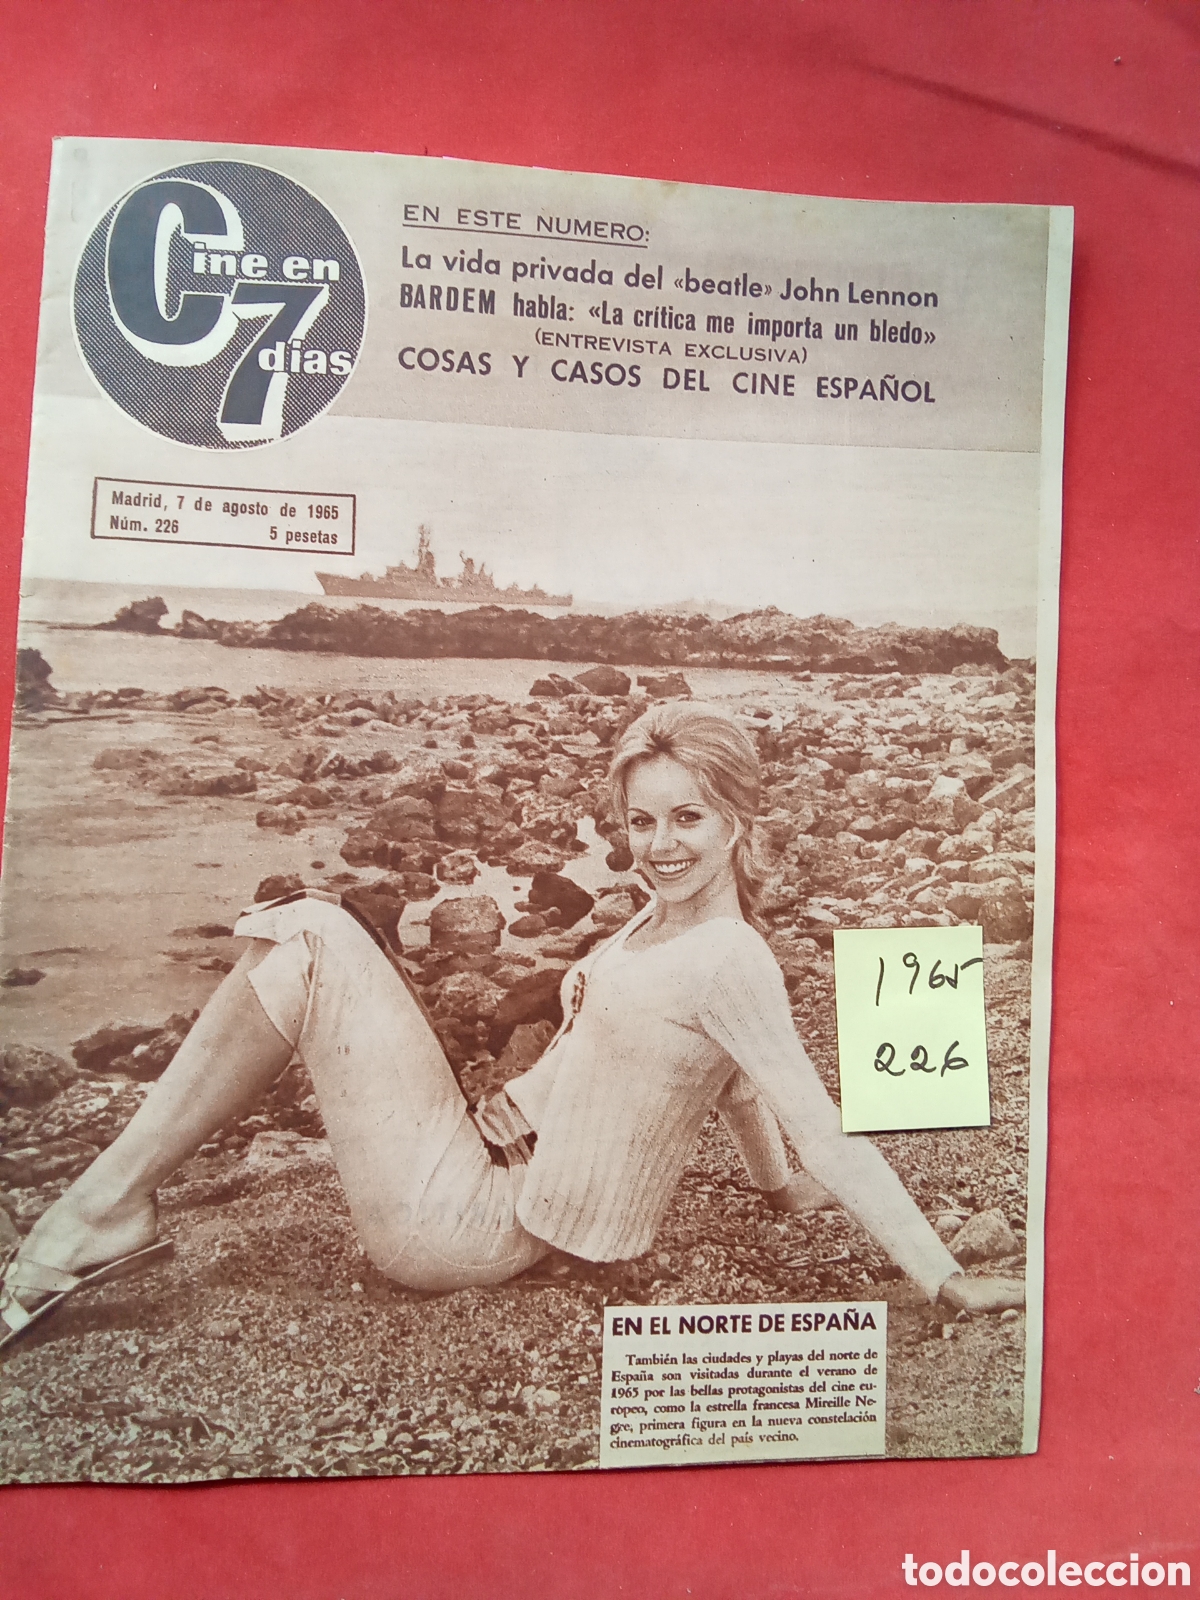 Cine en
7 dias
EN ESTE NUMERO:
La vida privada del «beatle» John Lennon
BARDEM habla: «La crítica me importa un bledo»
(ENTREVISTA EXCLUSIVA)
COSAS Y CASOS DEL CINE ESPAÑOL
Madrid, 7 de agosto de 1965
Núm. 226 5 pesetas
1965
226
EN EL NORTE DE ESPAÑA
También las ciudades y playas del norte de
España son visitadas durante el verano de
1965 por las bellas protagonistas del cine eu-
ropeo, como la estrella francesa Mireille Ne-
gre, primera figura en la nueva constelación
cinematográfica del país vecino.
todocoleccion